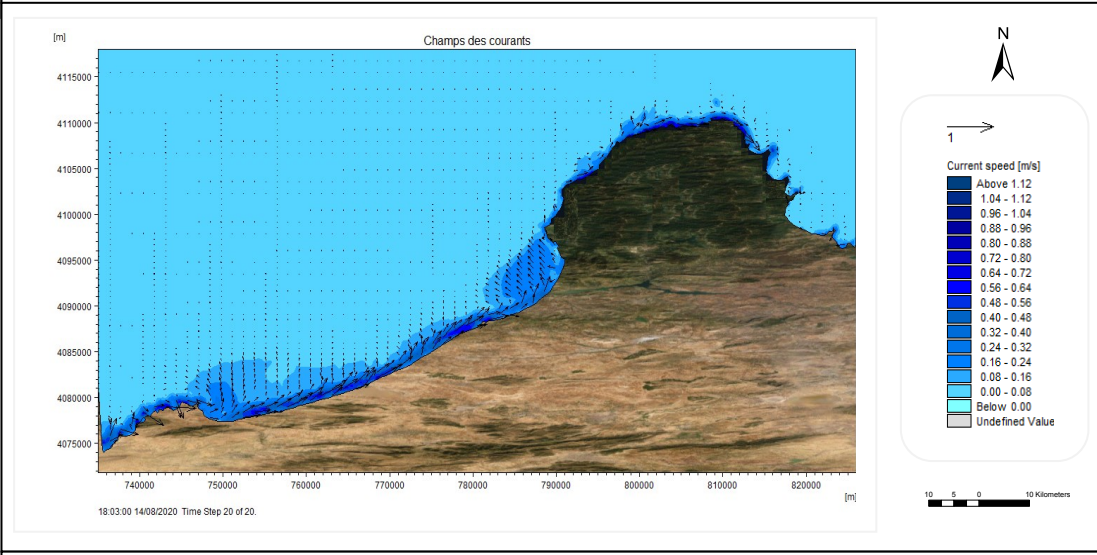 [m]
Champs des courants
4115000
4110000
4105000
4100000
4095000
4090000
4085000
4080000
4075000
740000 750000 760000 770000 780000 790000 800000 810000 820000
[m]
18:03:00 14/08/2020 Time Step 20 of 20.
N
1
Current speed [m/s]
Above 1.12
1.04 - 1.12
0.96 - 1.04
0.88 - 0.96
0.80 - 0.88
0.72 - 0.80
0.64 - 0.72
0.56 - 0.64
0.48 - 0.56
0.40 - 0.48
0.32 - 0.40
0.24 - 0.32
0.16 - 0.24
0.08 - 0.16
0.00 - 0.08
Below 0.00
Undefined Value
10 5 0 10 Kilometers